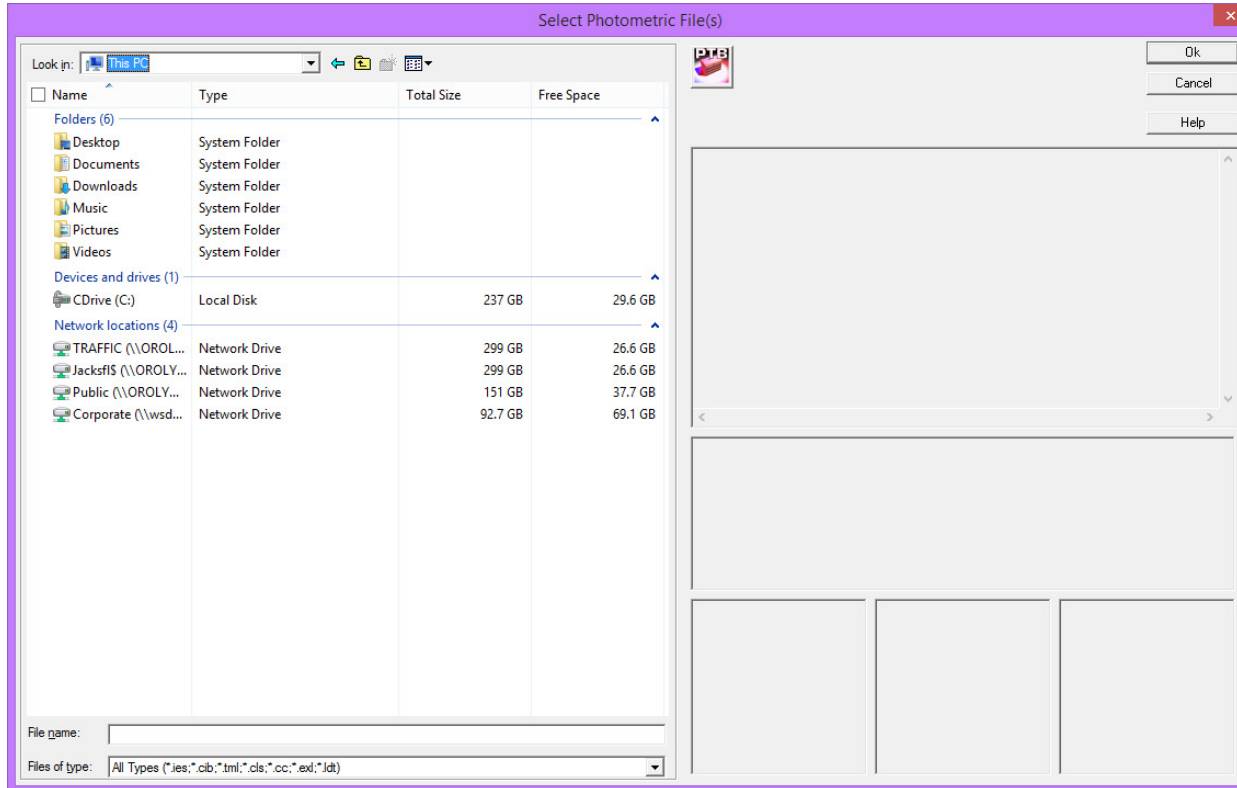 Select Photometric File(s)
Look in: This PC
PTB
Ok
Cancel
Help
Name Type Total Size Free Space
Folders (6)
Desktop System Folder
Documents System Folder
Downloads System Folder
Music System Folder
Pictures System Folder
Videos System Folder
Devices and drives (1)
CDrive (C:) Local Disk 237 GB 29.6 GB
Network locations (4)
TRAFFIC (\\OROL... Network Drive 299 GB 26.6 GB
Jacksfl$ (\\OROLY... Network Drive 299 GB 26.6 GB
Public (\\OROLY... Network Drive 151 GB 37.7 GB
Corporate (\\wsd... Network Drive 92.7 GB 69.1 GB
File name:
Files of type: All Types (*.ies;*.cib;*.tml;*.cls;*.cc;*.exl;*.ldt)